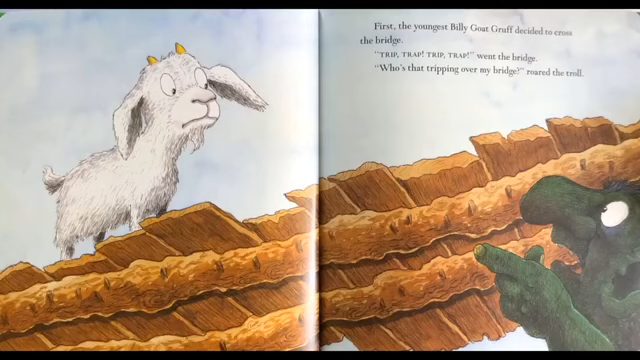 First, the youngest Billy Goat Gruff decided to cross
the bridge.
"TRIP, TRAP! TRIP, TRAP!" went the bridge.
"Who's that tripping over my bridge?" roared the troll.